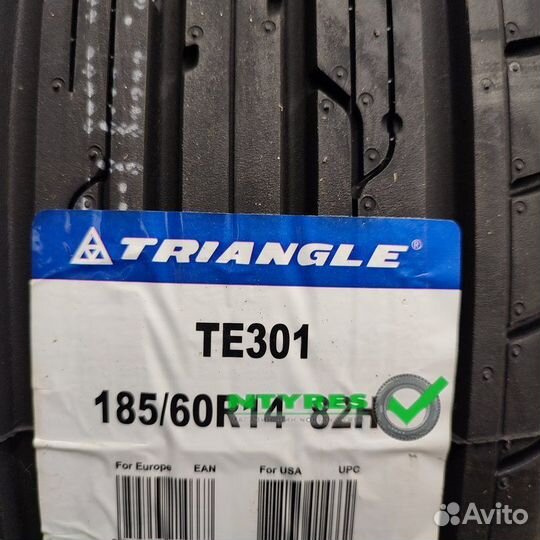 TRIANGLE®
TE301
185/60R14 82H
NTYRES
For Europe EAN For USA UPC
Avito